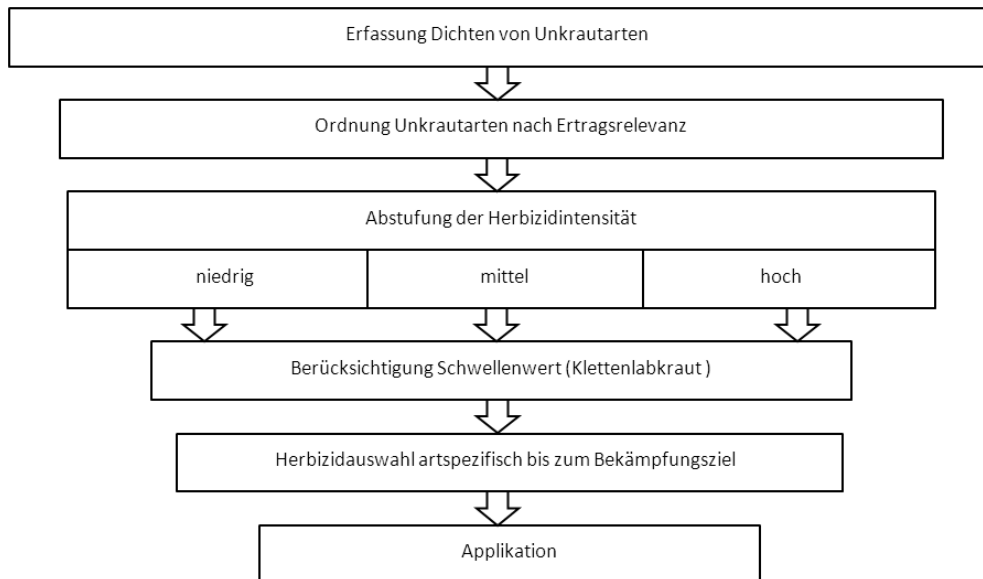 Erfassung Dichten von Unkrautarten
Ordnung Unkrautarten nach Ertragsrelevanz
Abstufung der Herbizidintensität
niedrig mittel hoch
Berücksichtigung Schwellenwert (Klettenlabkraut )
Herbizidauswahl artspezifisch bis zum Bekämpfungsziel
Applikation